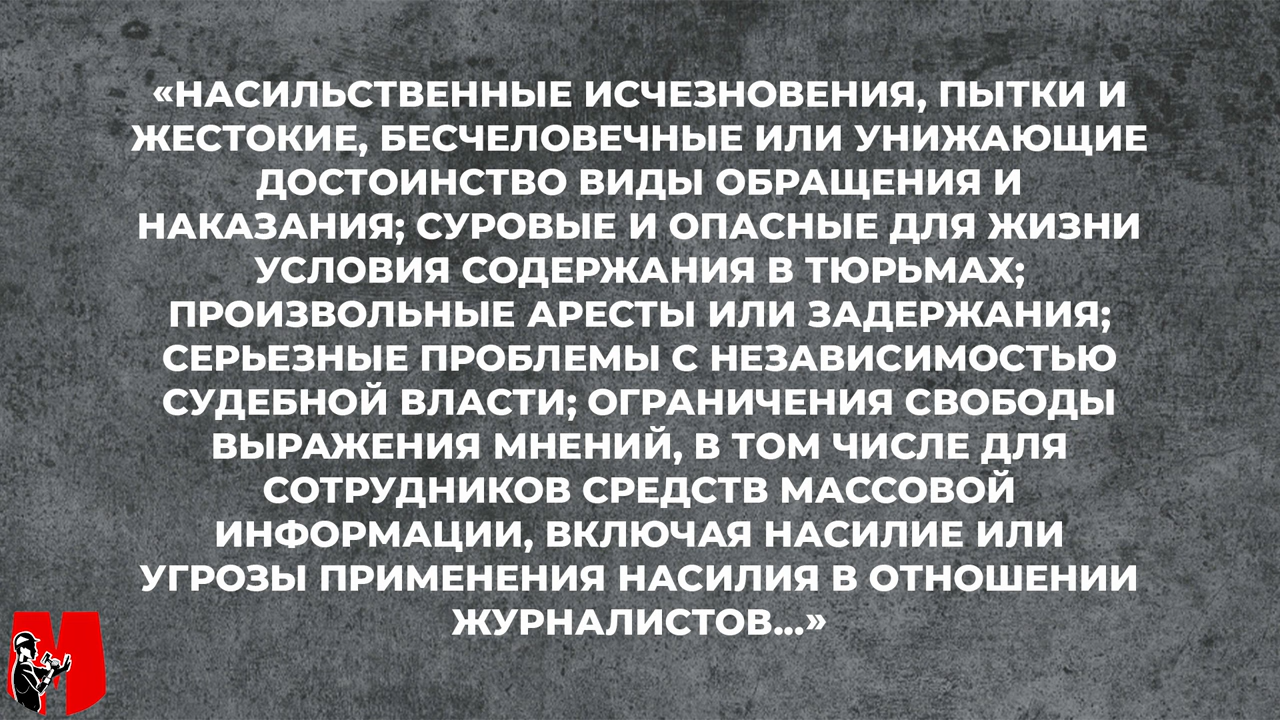 «НАСИЛЬСТВЕННЫЕ ИСЧЕЗНОВЕНИЯ, ПЫТКИ И
ЖЕСТОКИЕ, БЕСЧЕЛОВЕЧНЫЕ ИЛИ УНИЖАЮЩИЕ
ДОСТОИНСТВО ВИДЫ ОБРАЩЕНИЯ И
НАКАЗАНИЯ; СУРОВЫЕ И ОПАСНЫЕ ДЛЯ ЖИЗНИ
УСЛОВИЯ СОДЕРЖАНИЯ В ТЮРЬМАХ;
ПРОИЗВОЛЬНЫЕ АРЕСТЫ ИЛИ ЗАДЕРЖАНИЯ;
СЕРЬЕЗНЫЕ ПРОБЛЕМЫ С НЕЗАВИСИМОСТЬЮ
СУДЕБНОЙ ВЛАСТИ; ОГРАНИЧЕНИЯ СВОБОДЫ
ВЫРАЖЕНИЯ МНЕНИЙ, В ТОМ ЧИСЛЕ ДЛЯ
СОТРУДНИКОВ СРЕДСТВ МАССОВОЙ
ИНФОРМАЦИИ, ВКЛЮЧАЯ НАСИЛИЕ ИЛИ
УГРОЗЫ ПРИМЕНЕНИЯ НАСИЛИЯ В ОТНОШЕНИИ
ЖУРНАЛИСТОВ...»
М